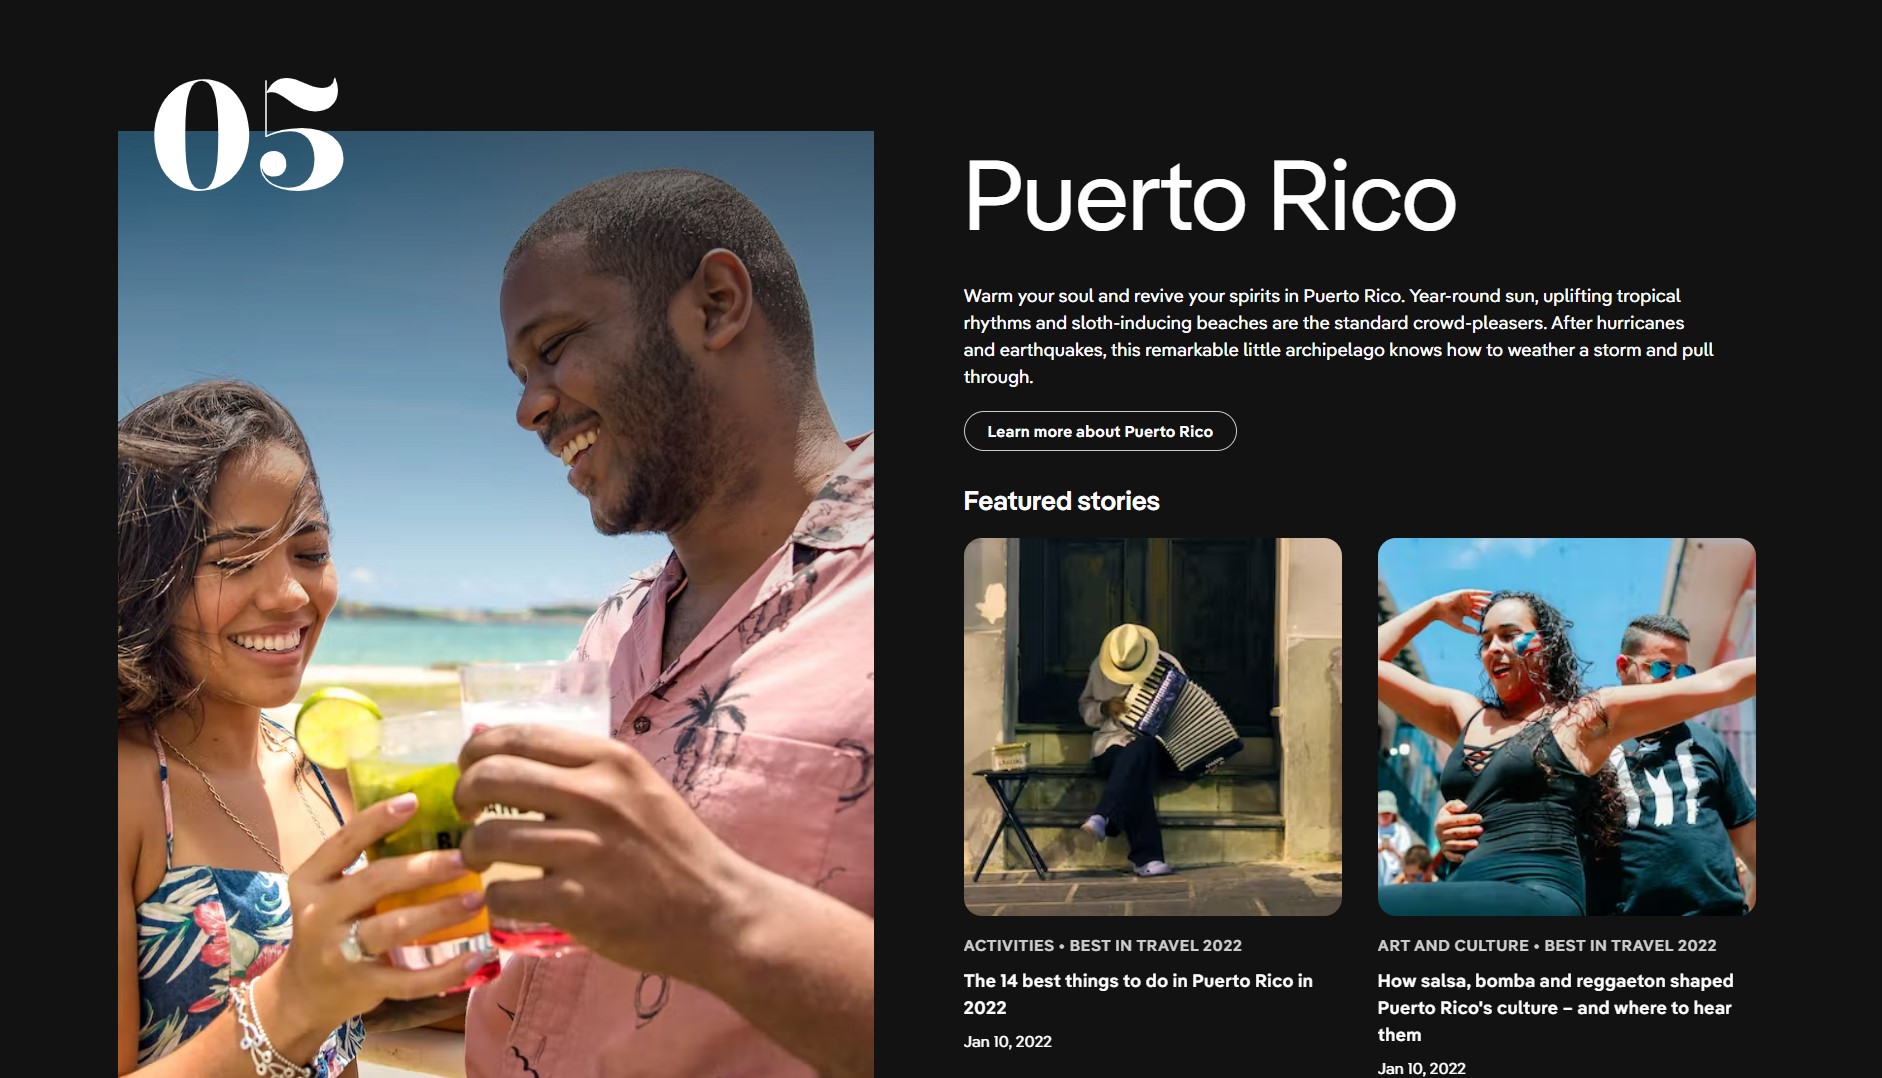 05
Puerto Rico
Warm your soul and revive your spirits in Puerto Rico. Year-round sun, uplifting tropical
rhythms and sloth-inducing beaches are the standard crowd-pleasers. After hurricanes
and earthquakes, this remarkable little archipelago knows how to weather a storm and pull
through.
Learn more about Puerto Rico
Featured stories
ACTIVITIES • BEST IN TRAVEL 2022
The 14 best things to do in Puerto Rico in
2022
Jan 10, 2022
ART AND CULTURE • BEST IN TRAVEL 2022
How salsa, bomba and reggaeton shaped
Puerto Rico's culture – and where to hear
them
Jan 10, 2022